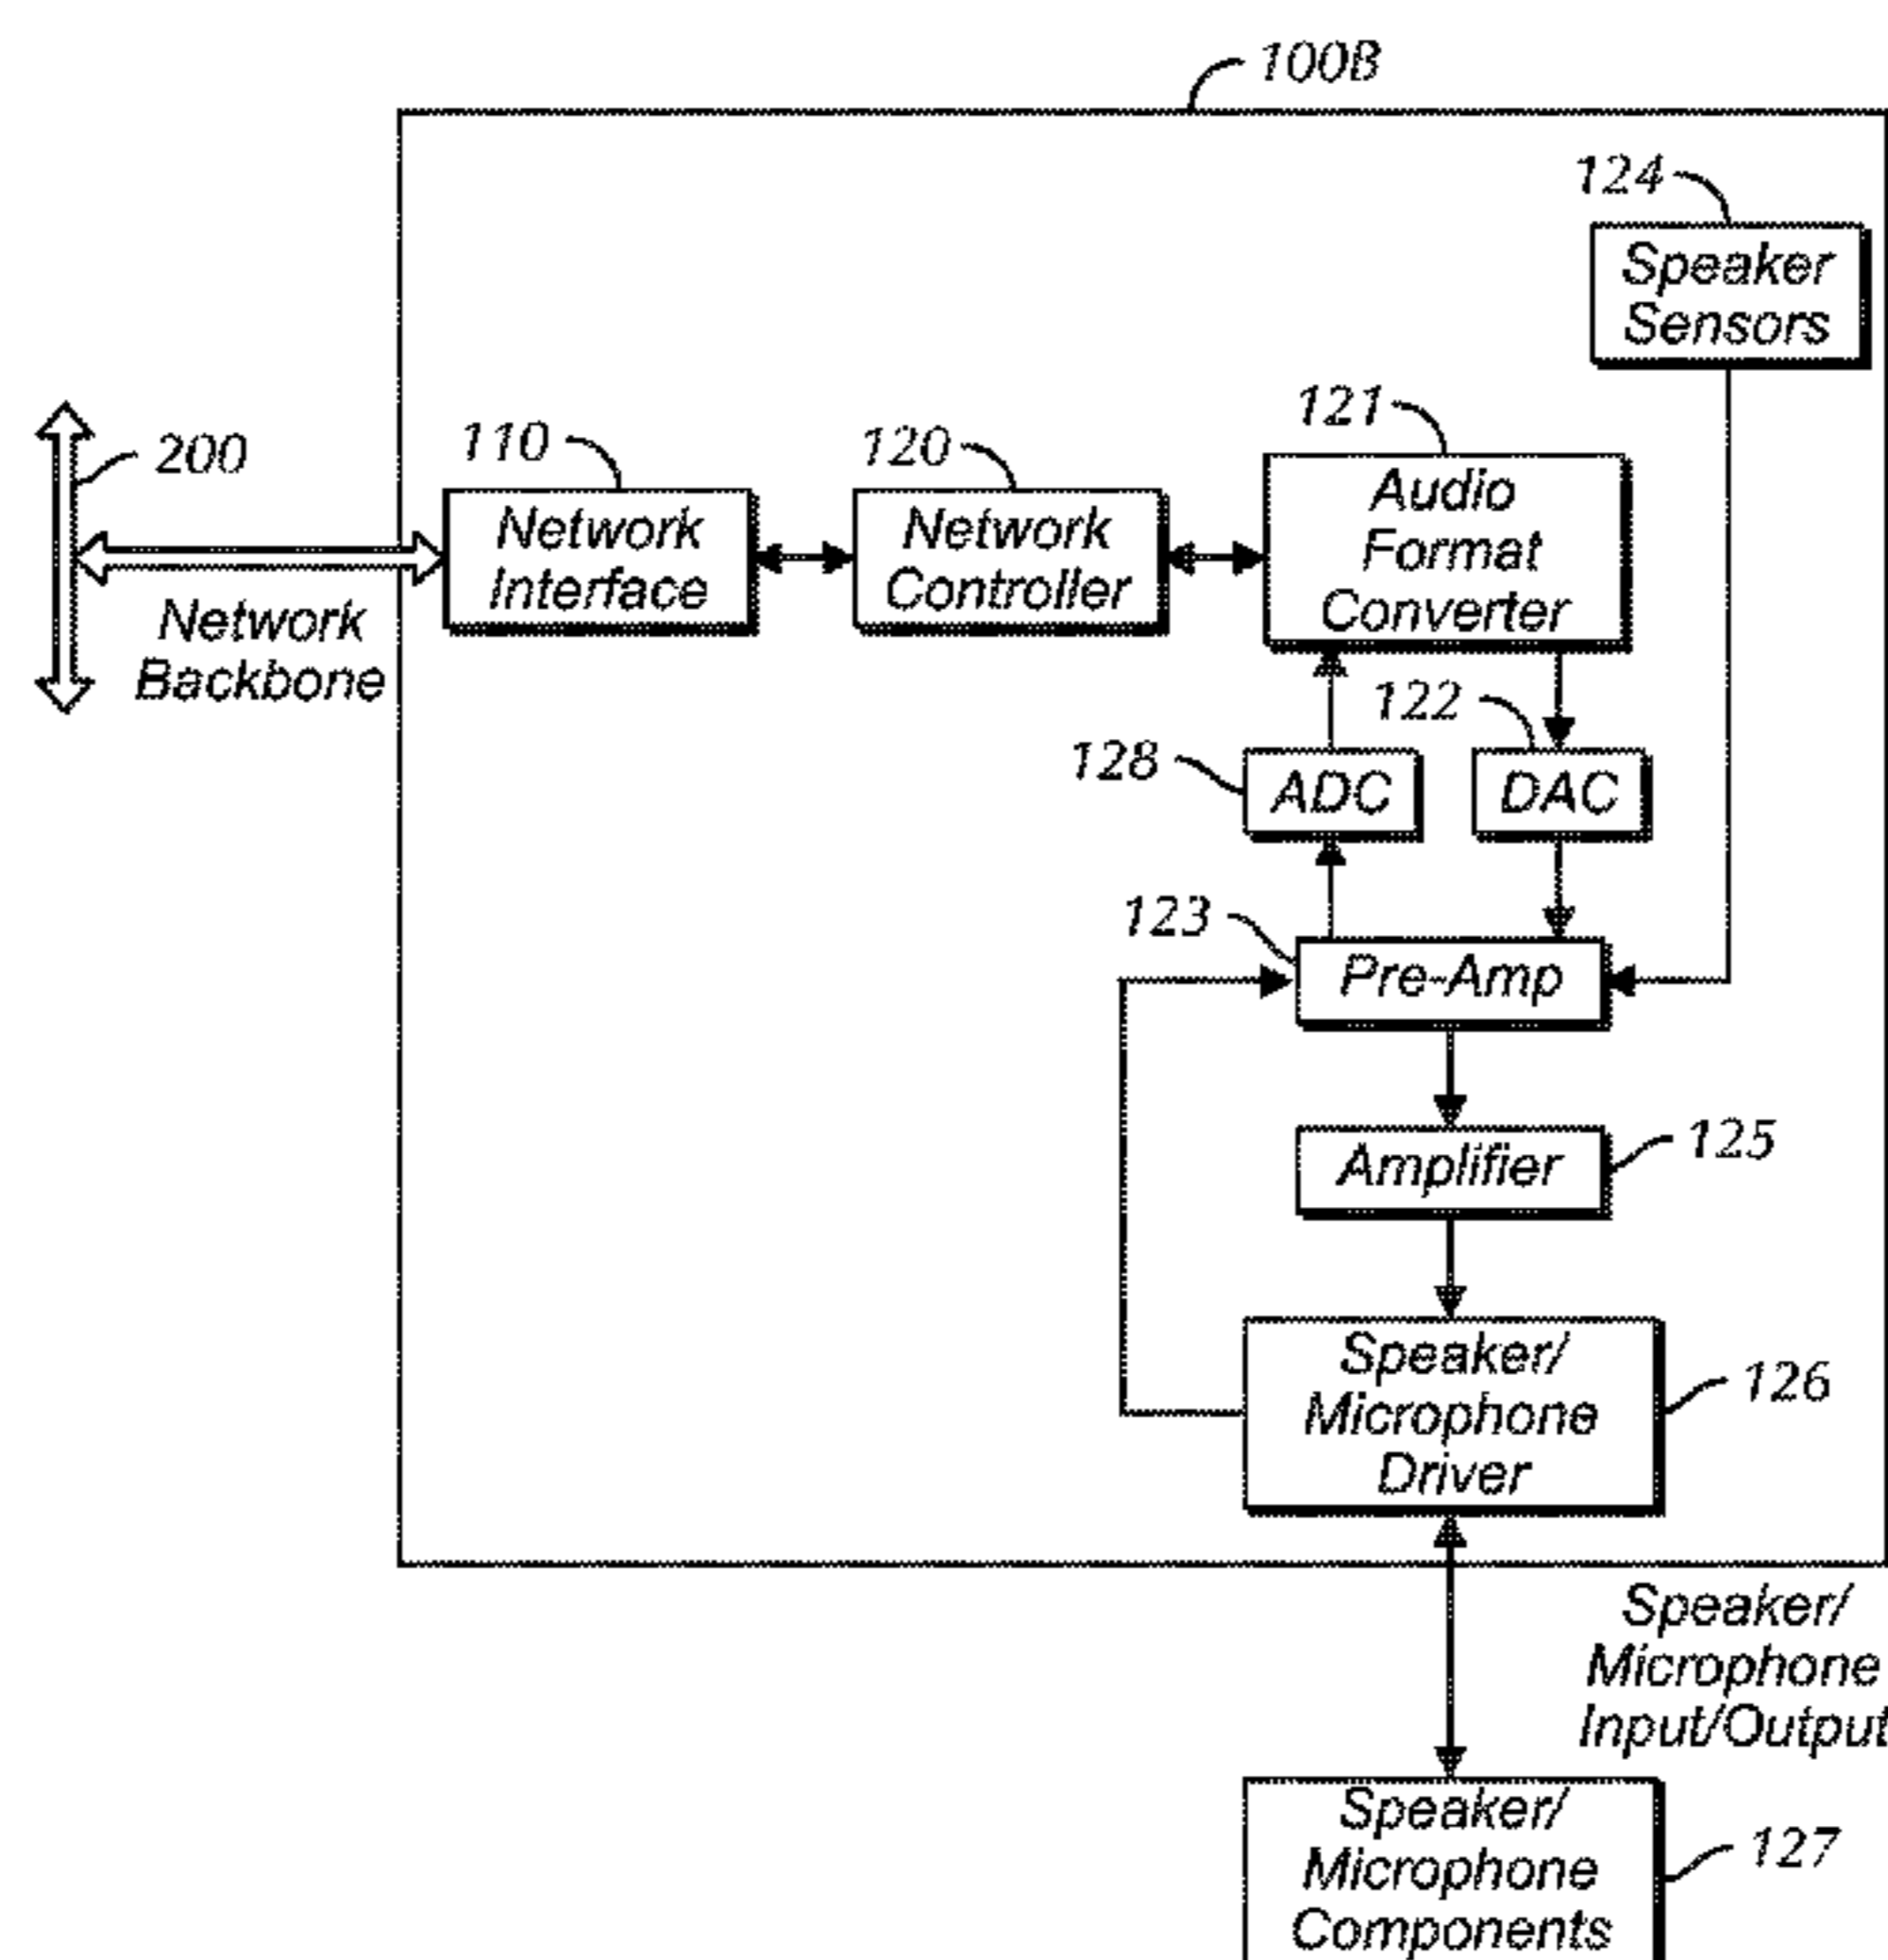 100B
124
Speaker
Sensors
121
110
120
200
Audio
Format
Converter
Network
Interface
Network
Controller
Network
Backbone
122
128
ADC
DAC
123
Pre-Amp
125
Amplifier
Speaker/
Microphone
Driver
126
Speaker/
Microphone
Input/Output
Speaker/
Microphone
Components
127